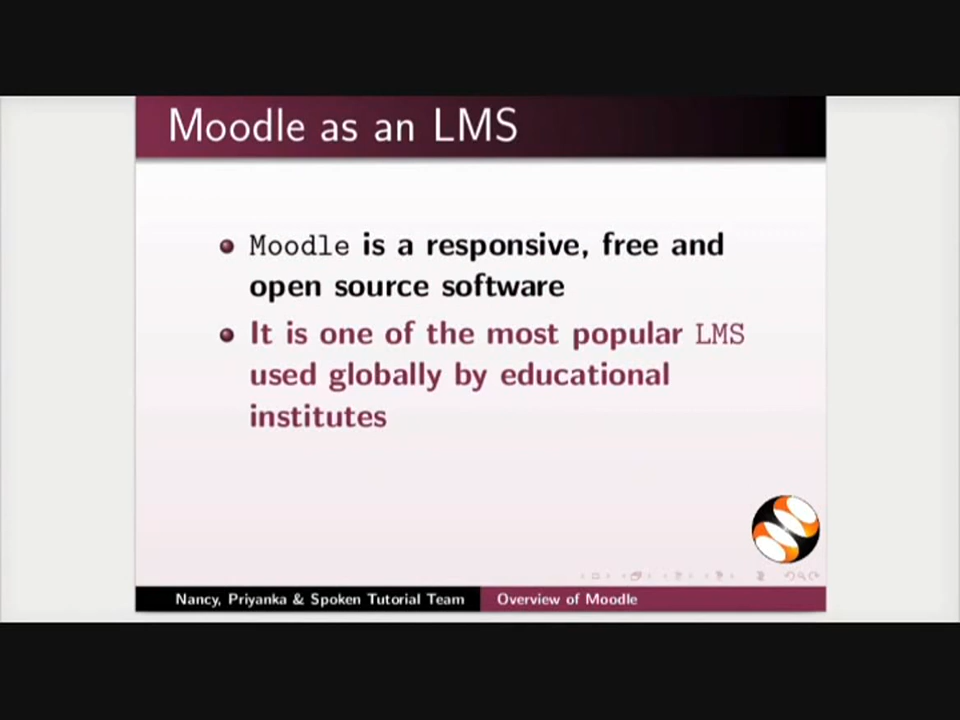 Moodle as an LMS
Moodle is a responsive, free and
open source software
It is one of the most popular LMS
used globally by educational
institutes
Nancy, Priyanka & Spoken Tutorial Team
Overview of Moodle